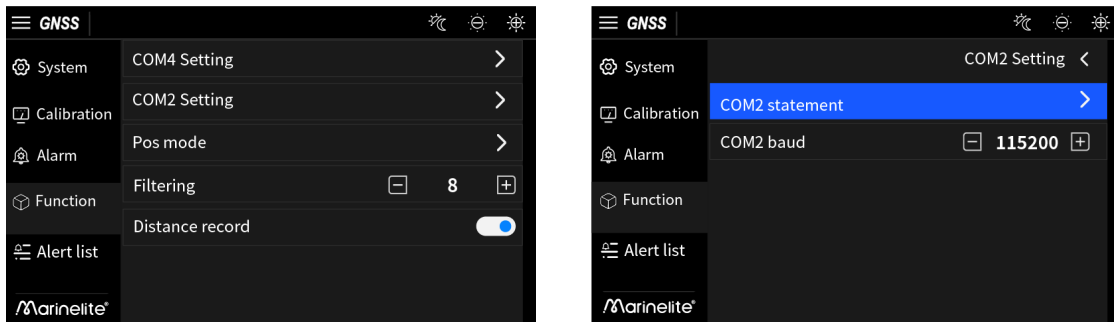 GNSS
System
Calibration
Alarm
Function
Alert list
Marinelite®
COM4 Setting
COM2 Setting
Pos mode
Filtering 8
Distance record
GNSS
System
Calibration
Alarm
Function
Alert list
Marinelite®
COM2 Setting
COM2 statement
COM2 baud 115200